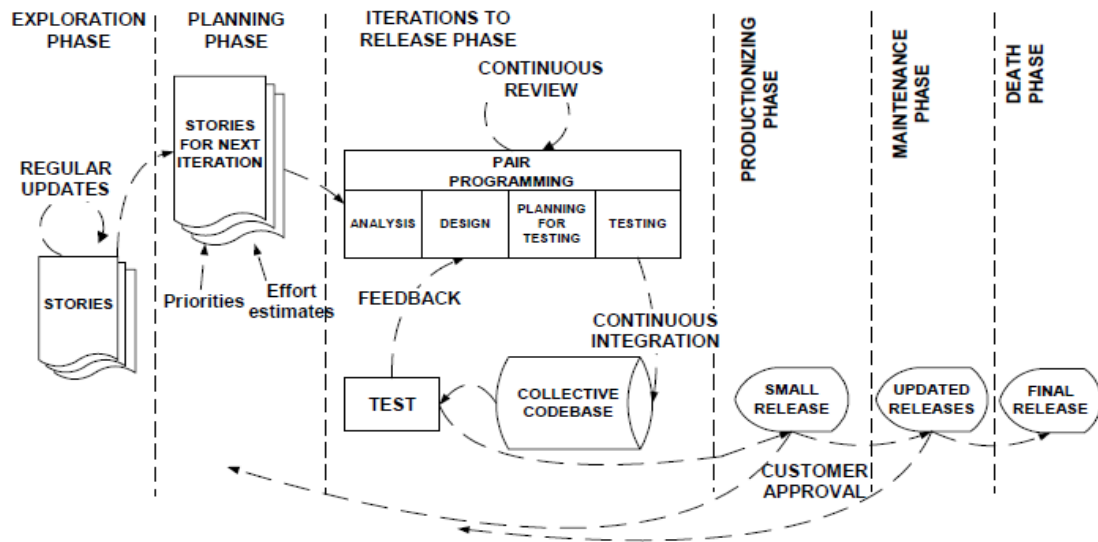 EXPLORATION
PHASE
PLANNING
PHASE
ITERATIONS TO
RELEASE PHASE
PRODUCTIONIZING
PHASE
MAINTENANCE
PHASE
DEATH
PHASE
CONTINUOUS
REVIEW
REGULAR
UPDATES
STORIES
FOR NEXT
ITERATION
PAIR
PROGRAMMING
ANALYSIS
DESIGN
PLANNING
FOR
TESTING
TESTING
STORIES
Priorities
Effort
estimates
FEEDBACK
CONTINUOUS
INTEGRATION
TEST
COLLECTIVE
CODEBASE
SMALL
RELEASE
UPDATED
RELEASES
FINAL
RELEASE
CUSTOMER
APPROVAL